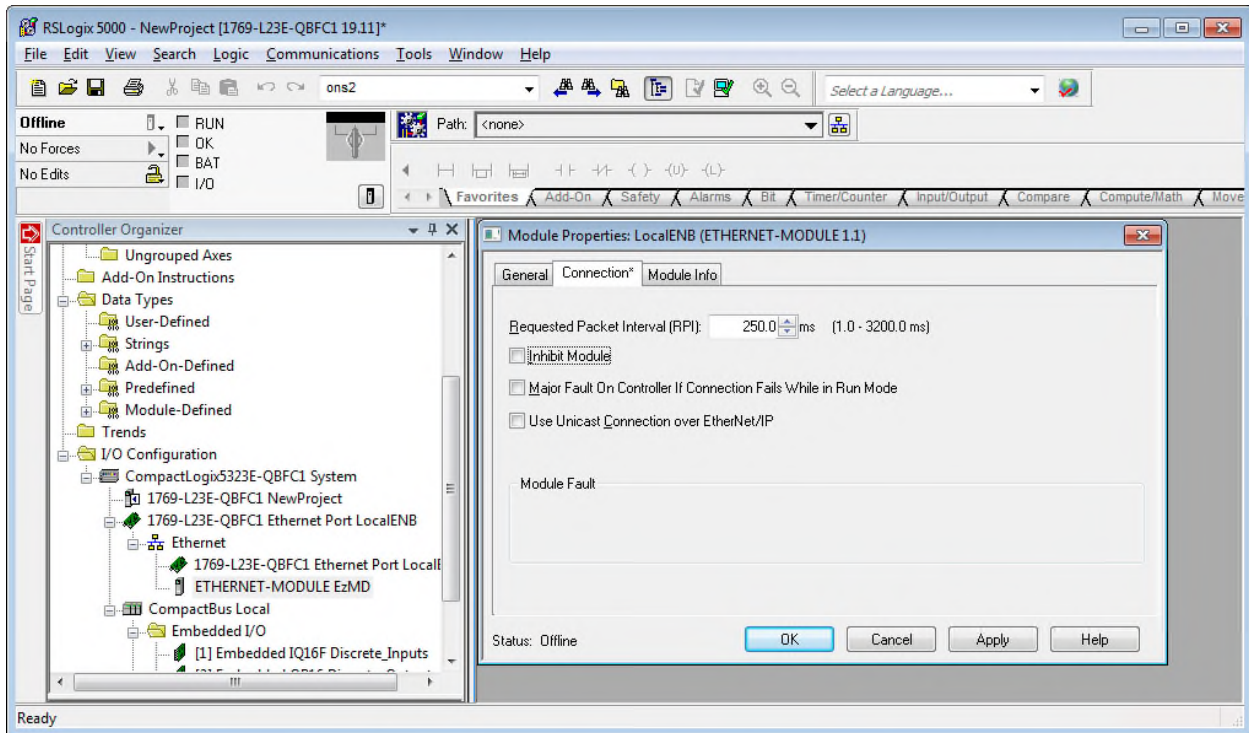 RSLogix 5000 - NewProject [1769-L23E-QBFC1 19.11]*
File Edit View Search Logic Communications Tools Window Help
ons2
Select a Language...
Offline
RUN
Path: <none>
No Forces
OK
No Edits
BAT
I/O
Favorites Add-On Safety Alarms Bit Timer/Counter Input/Output Compare Compute/Math Move
Start Page
Controller Organizer
Ungrouped Axes
Add-On Instructions
Data Types
User-Defined
Strings
Add-On-Defined
Predefined
Module-Defined
Trends
I/O Configuration
CompactLogix5323E-QBFC1 System
1769-L23E-QBFC1 NewProject
1769-L23E-QBFC1 Ethernet Port LocalENB
Ethernet
1769-L23E-QBFC1 Ethernet Port LocalE
ETHERNET-MODULE EzMD
CompactBus Local
Embedded I/O
[1] Embedded IQ16F Discrete_Inputs
Module Properties: LocalENB (ETHERNET-MODULE 1.1)
General Connection* Module Info
Requested Packet Interval (RPI): 250.0 ms (1.0 - 3200.0 ms)
Inhibit Module
Major Fault On Controller If Connection Fails While in Run Mode
Use Unicast Connection over EtherNet/IP
Module Fault
Status: Offline
OK Cancel Apply Help
Ready